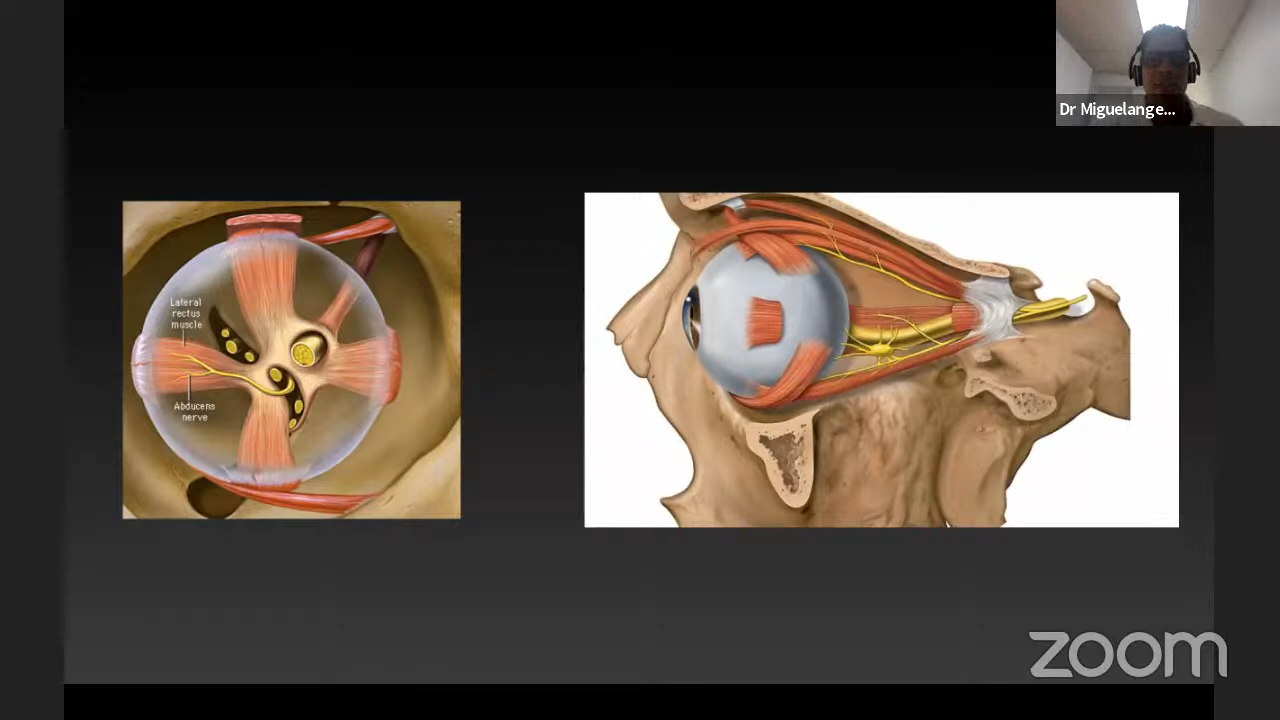 Dr Miguelange...
Lateral
rectus
muscle
Abducens
nerve
zoom